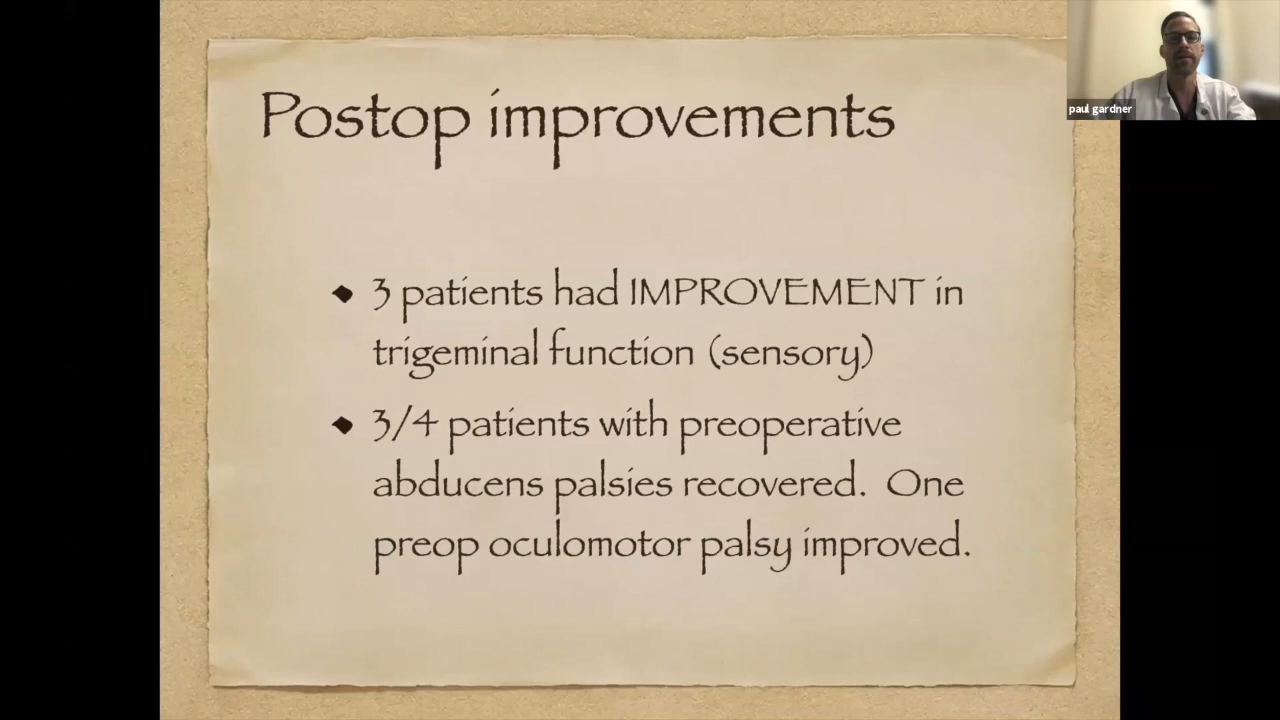 Postop improvements
paul gardner
3 patients had IMPROVEMENT in
trigeminal function (sensory)
3/4 patients with preoperative
abducens palsies recovered. One
preop oculomotor palsy improved.